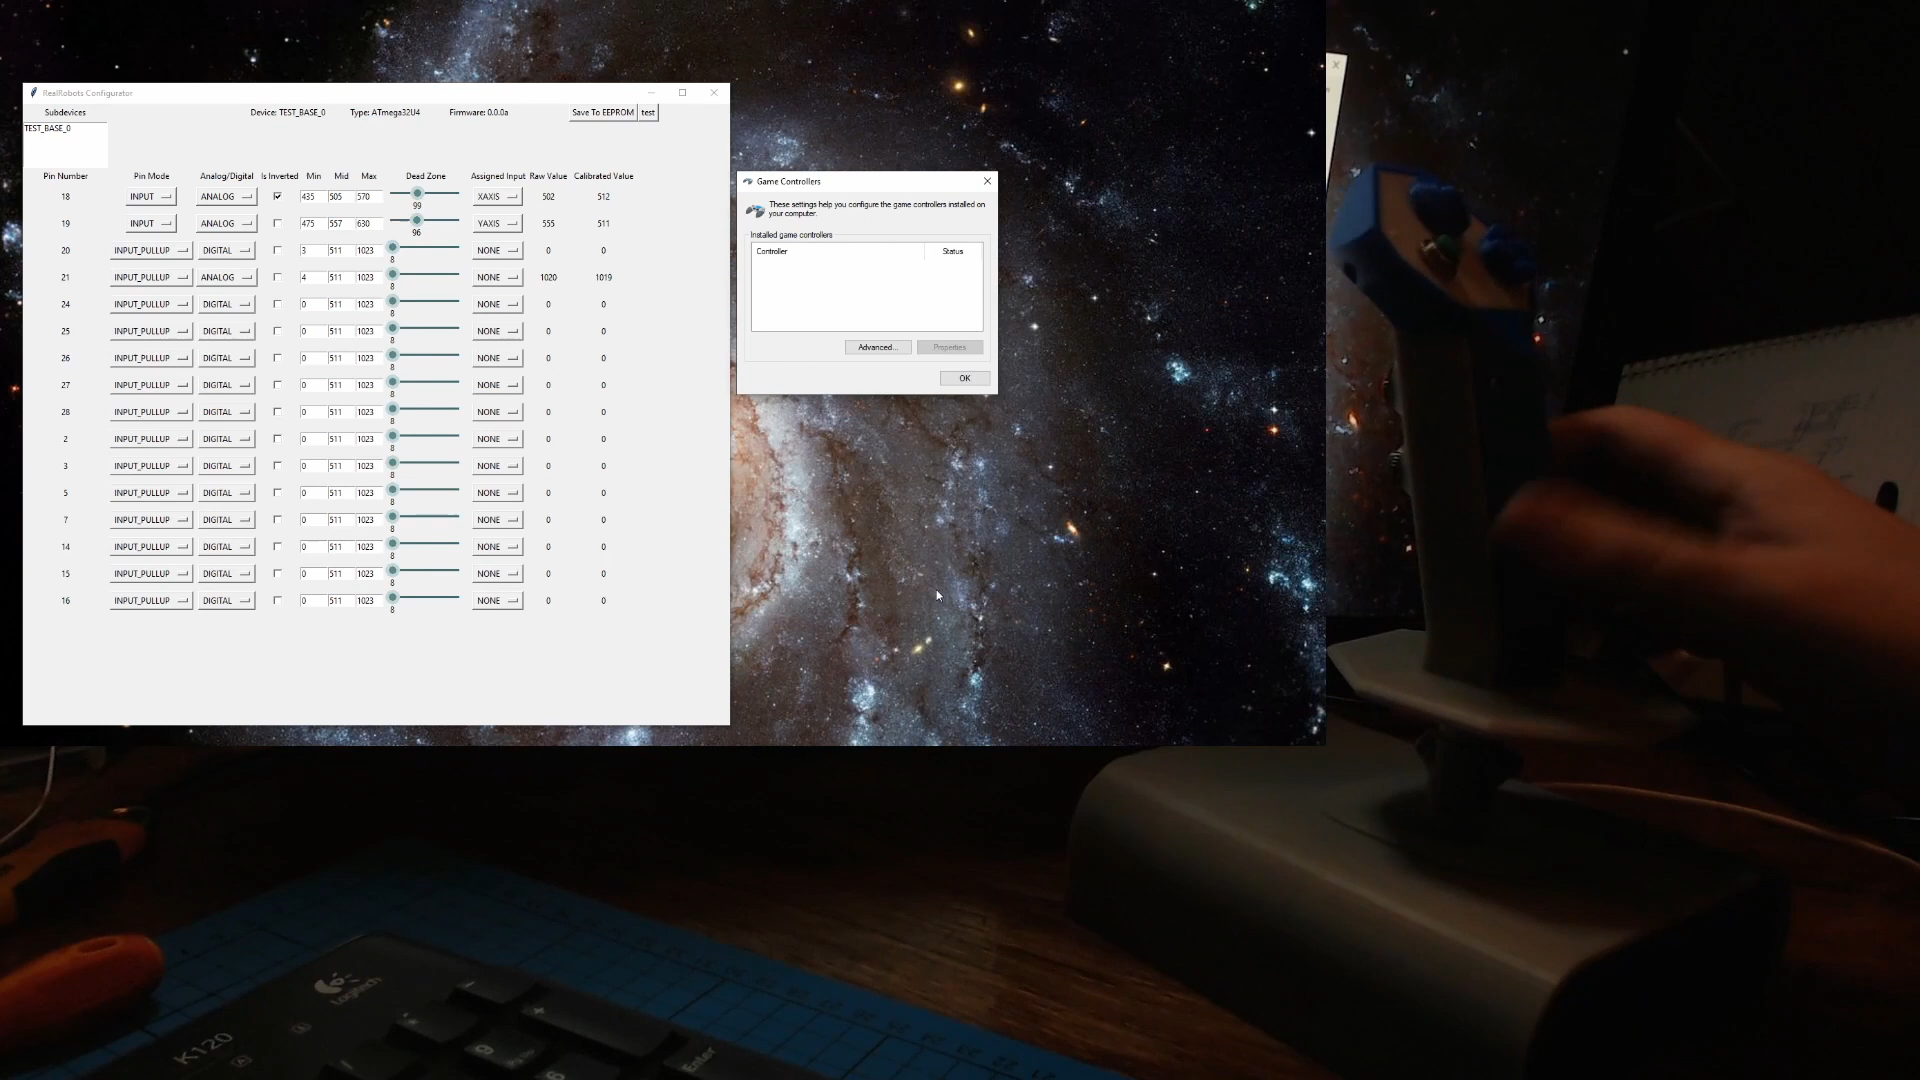 RealRobots Configurator
Subdevices Device: TEST_BASE_0 Type: ATmega32U4 Firmware: 0.0.0a Save To EEPROM test
TEST_BASE_0
Pin Number Pin Mode Analog/Digital Is Inverted Min Mid Max Dead Zone Assigned Input Raw Value Calibrated Value
18 INPUT ANALOG 435 505 570 99 XAXIS 502 512
19 INPUT ANALOG 475 557 630 96 YAXIS 555 511
20 INPUT_PULLUP DIGITAL 3 511 1023 8 NONE 0 0
21 INPUT_PULLUP ANALOG 4 511 1023 8 NONE 1020 1019
24 INPUT_PULLUP DIGITAL 0 511 1023 8 NONE 0 0
25 INPUT_PULLUP DIGITAL 0 511 1023 8 NONE 0 0
26 INPUT_PULLUP DIGITAL 0 511 1023 8 NONE 0 0
27 INPUT_PULLUP DIGITAL 0 511 1023 8 NONE 0 0
28 INPUT_PULLUP DIGITAL 0 511 1023 8 NONE 0 0
2 INPUT_PULLUP DIGITAL 0 511 1023 8 NONE 0 0
3 INPUT_PULLUP DIGITAL 0 511 1023 8 NONE 0 0
5 INPUT_PULLUP DIGITAL 0 511 1023 8 NONE 0 0
7 INPUT_PULLUP DIGITAL 0 511 1023 8 NONE 0 0
14 INPUT_PULLUP DIGITAL 0 511 1023 8 NONE 0 0
15 INPUT_PULLUP DIGITAL 0 511 1023 8 NONE 0 0
16 INPUT_PULLUP DIGITAL 0 511 1023 8 NONE 0 0
Game Controllers
These settings help you configure the game controllers installed on
your computer.
Installed game controllers
Controller Status
Advanced... Properties
OK
Logitech
K120
Enter
9
6